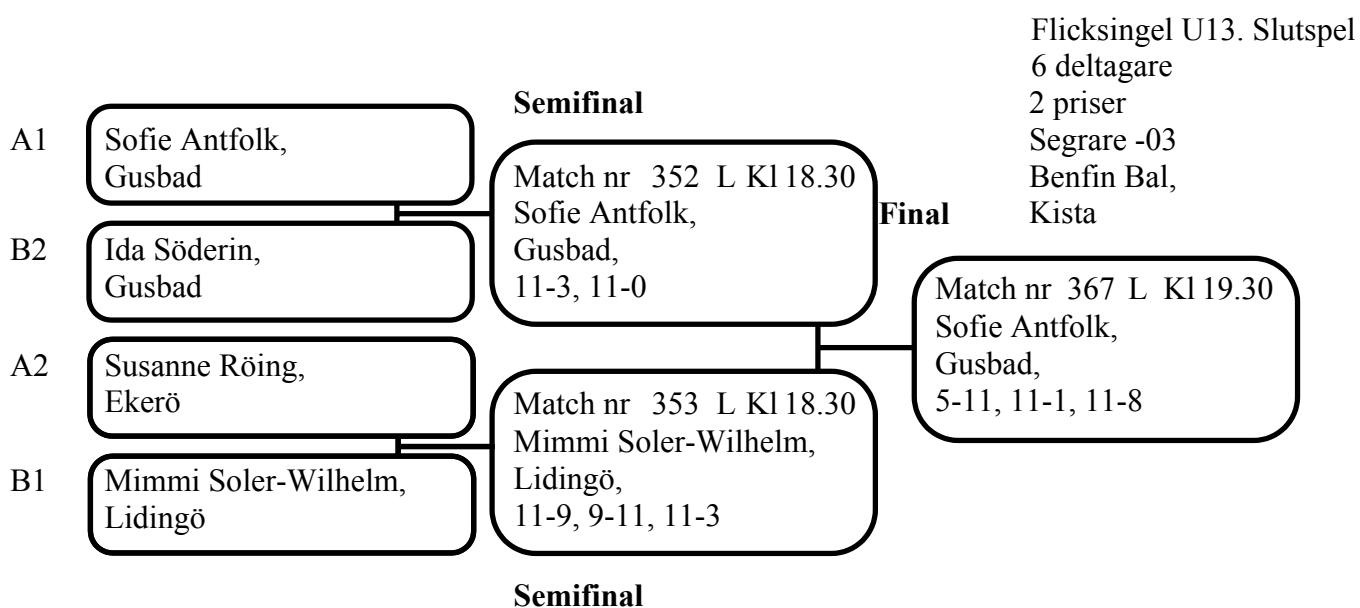 Flicksingel U13. Slutspel
6 deltagare
2 priser
Segrare -03
Benfin Bal,
Kista
Semifinal
A1
Sofie Antfolk,
Gusbad
B2
Ida Söderin,
Gusbad
A2
Susanne Röing,
Ekerö
B1
Mimmi Soler-Wilhelm,
Lidingö
Match nr 352 L Kl 18.30
Sofie Antfolk,
Gusbad,
11-3, 11-0
Match nr 353 L Kl 18.30
Mimmi Soler-Wilhelm,
Lidingö,
11-9, 9-11, 11-3
Semifinal
Final
Match nr 367 L Kl 19.30
Sofie Antfolk,
Gusbad,
5-11, 11-1, 11-8